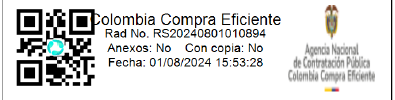 Colombia Compra Eficiente
Rad No. RS20240801010894
Anexos: No Con copia: No
Fecha: 01/08/2024 15:53:28
Agencia Nacional
de Contratación Pública
Colombia Compra Eficiente